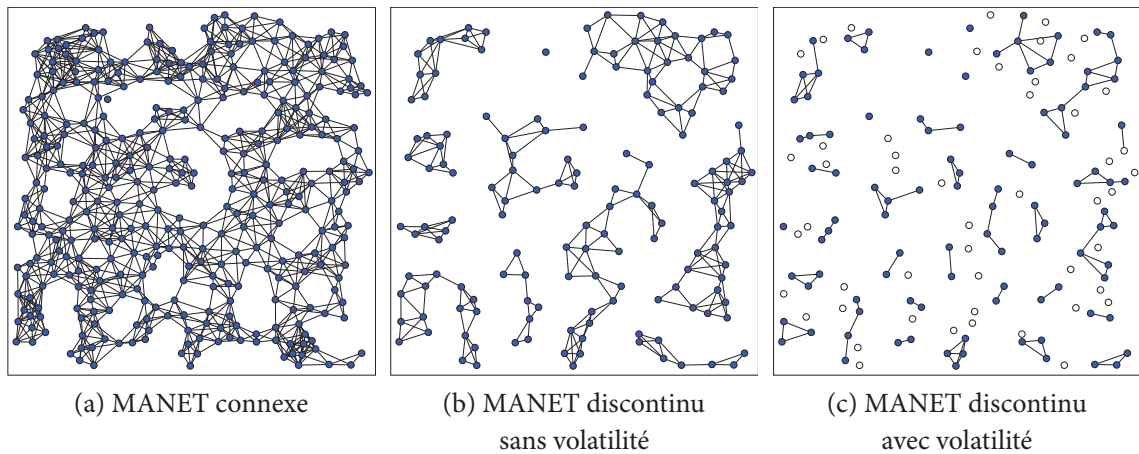 (a) MANET connexe
(b) MANET discontinu
sans volatilité
(c) MANET discontinu
avec volatilité